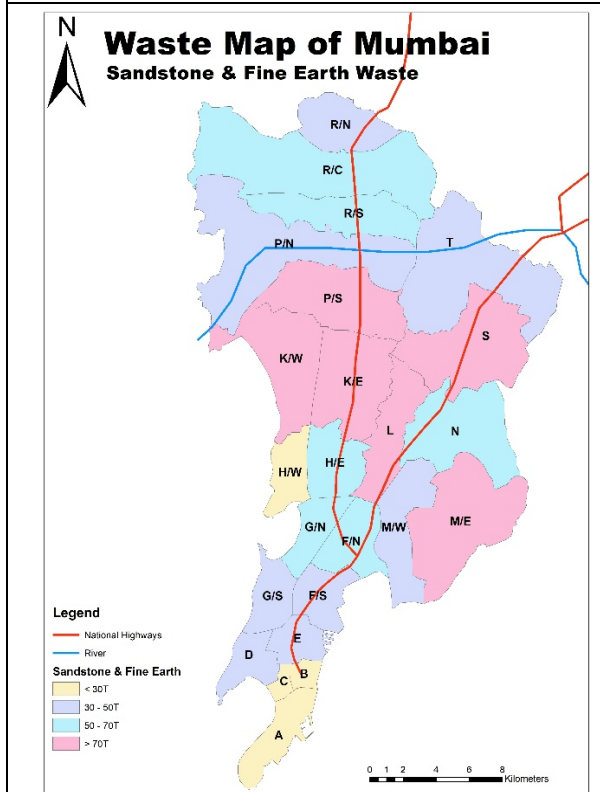 N
Waste Map of Mumbai
Sandstone & Fine Earth Waste
R/N
R/C
R/S
P/N
T
P/S
S
K/W
K/E
L
N
H/W
H/E
G/N
F/N
M/W
M/E
G/S
F/S
E
D
B
C
A
Legend
National Highways
River
Sandstone & Fine Earth
< 30T
30 - 50T
50 - 70T
> 70T
0 1 2 4 6 8
Kilometers